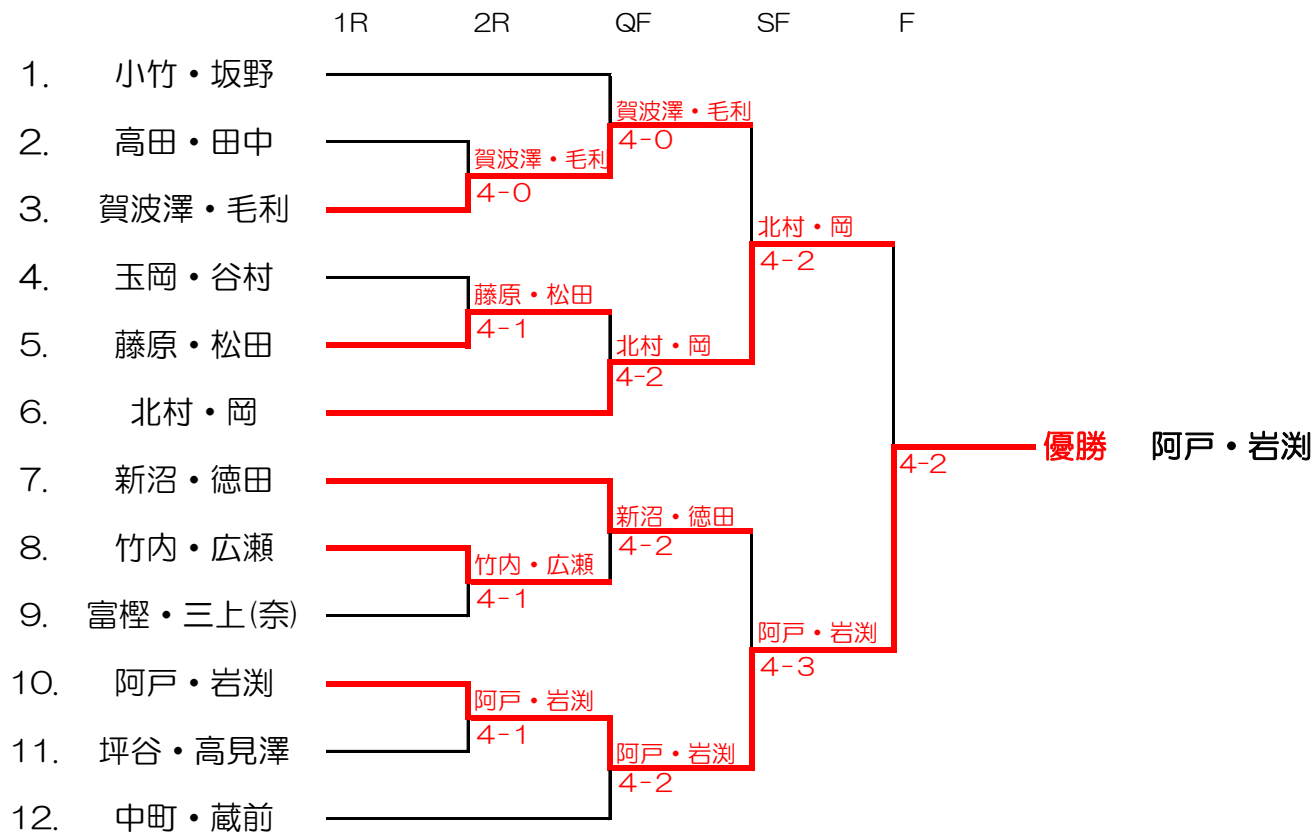 1R 2R QF SF F
1. 小竹・坂野
賀波澤・毛利
4-0
2. 高田・田中
賀波澤・毛利
4-0
3. 賀波澤・毛利
北村・岡
4-2
4. 玉岡・谷村
藤原・松田
4-1
5. 藤原・松田
北村・岡
4-2
6. 北村・岡
優勝 阿戸・岩渕
4-2
7. 新沼・徳田
新沼・徳田
4-2
8. 竹内・広瀬
竹内・広瀬
4-1
9. 富樫・三上(奈)
阿戸・岩渕
4-3
10. 阿戸・岩渕
阿戸・岩渕
4-1
11. 坪谷・高見澤
阿戸・岩渕
4-2
12. 中町・蔵前